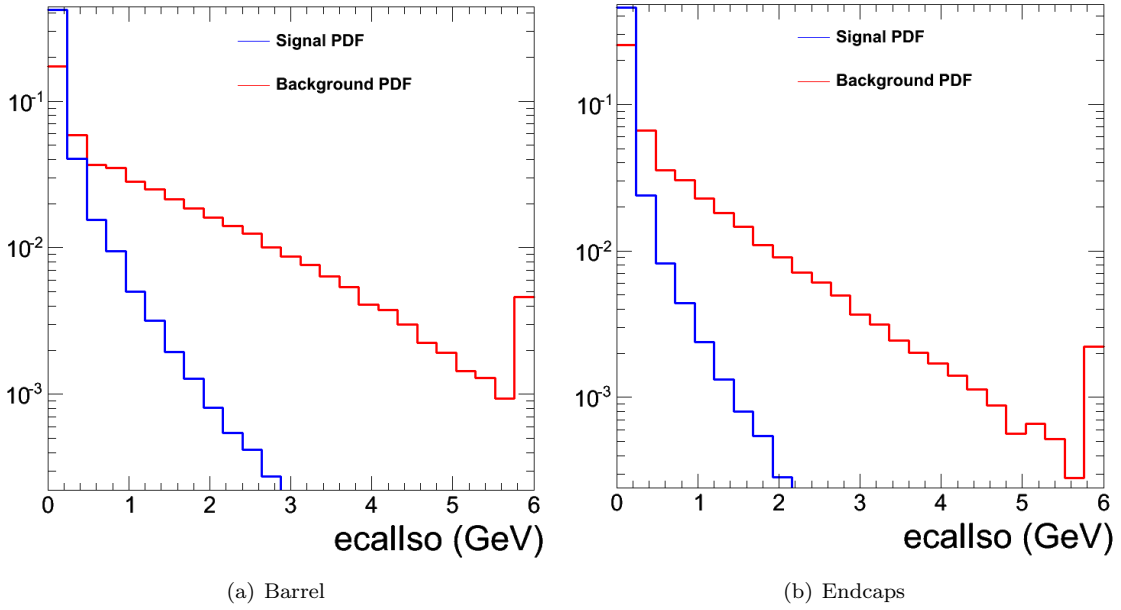 Signal PDF
Background PDF
10⁻¹
10⁻²
10⁻³
0 1 2 3 4 5 6
ecalIso (GeV)
(a) Barrel
Signal PDF
Background PDF
10⁻¹
10⁻²
10⁻³
0 1 2 3 4 5 6
ecalIso (GeV)
(b) Endcaps